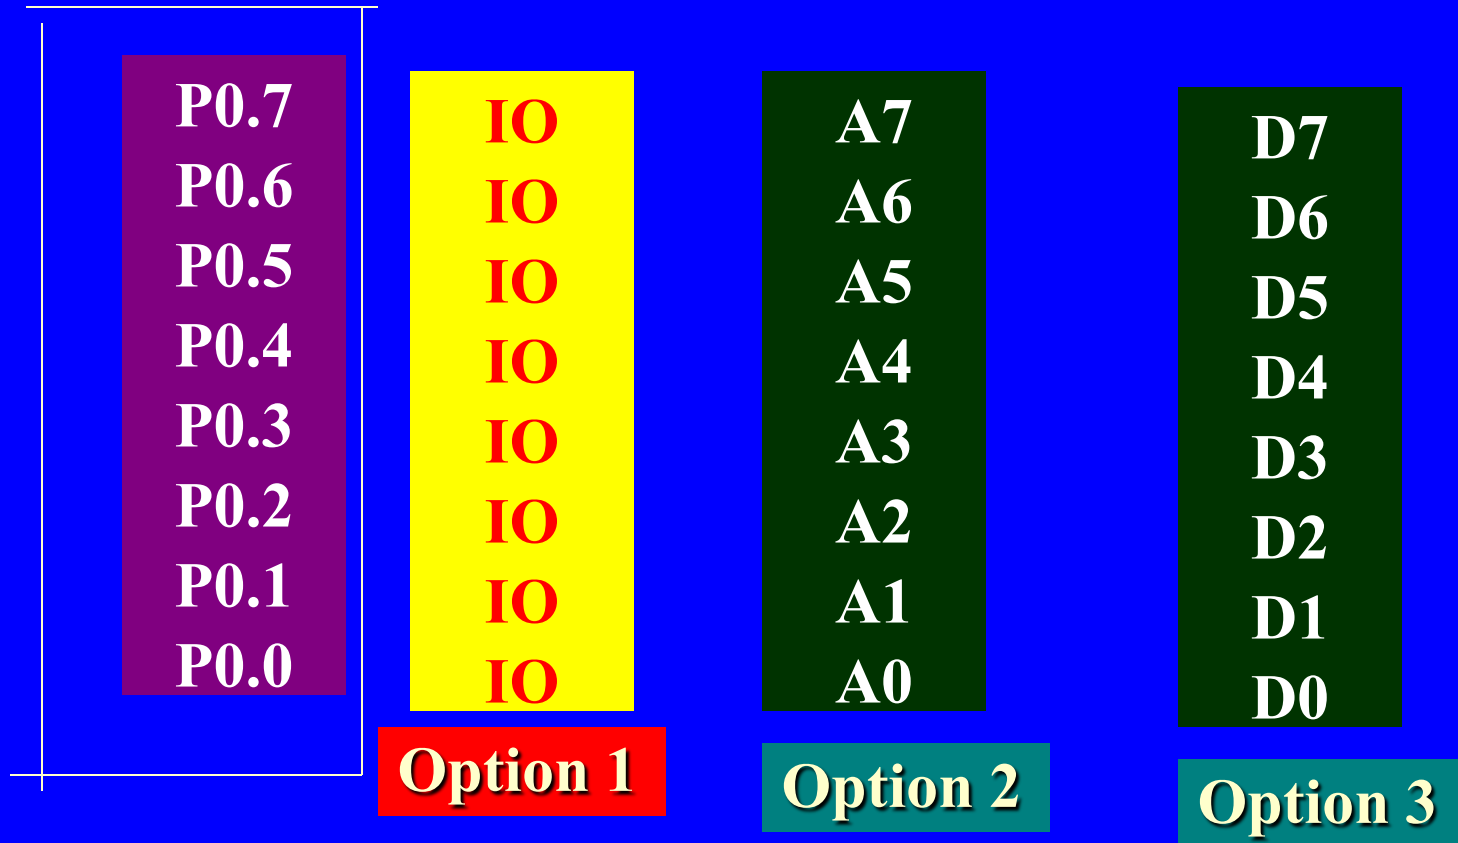 P0.7
P0.6
P0.5
P0.4
P0.3
P0.2
P0.1
P0.0
IO
IO
IO
IO
IO
IO
IO
IO
Option 1
A7
A6
A5
A4
A3
A2
A1
A0
Option 2
D7
D6
D5
D4
D3
D2
D1
D0
Option 3